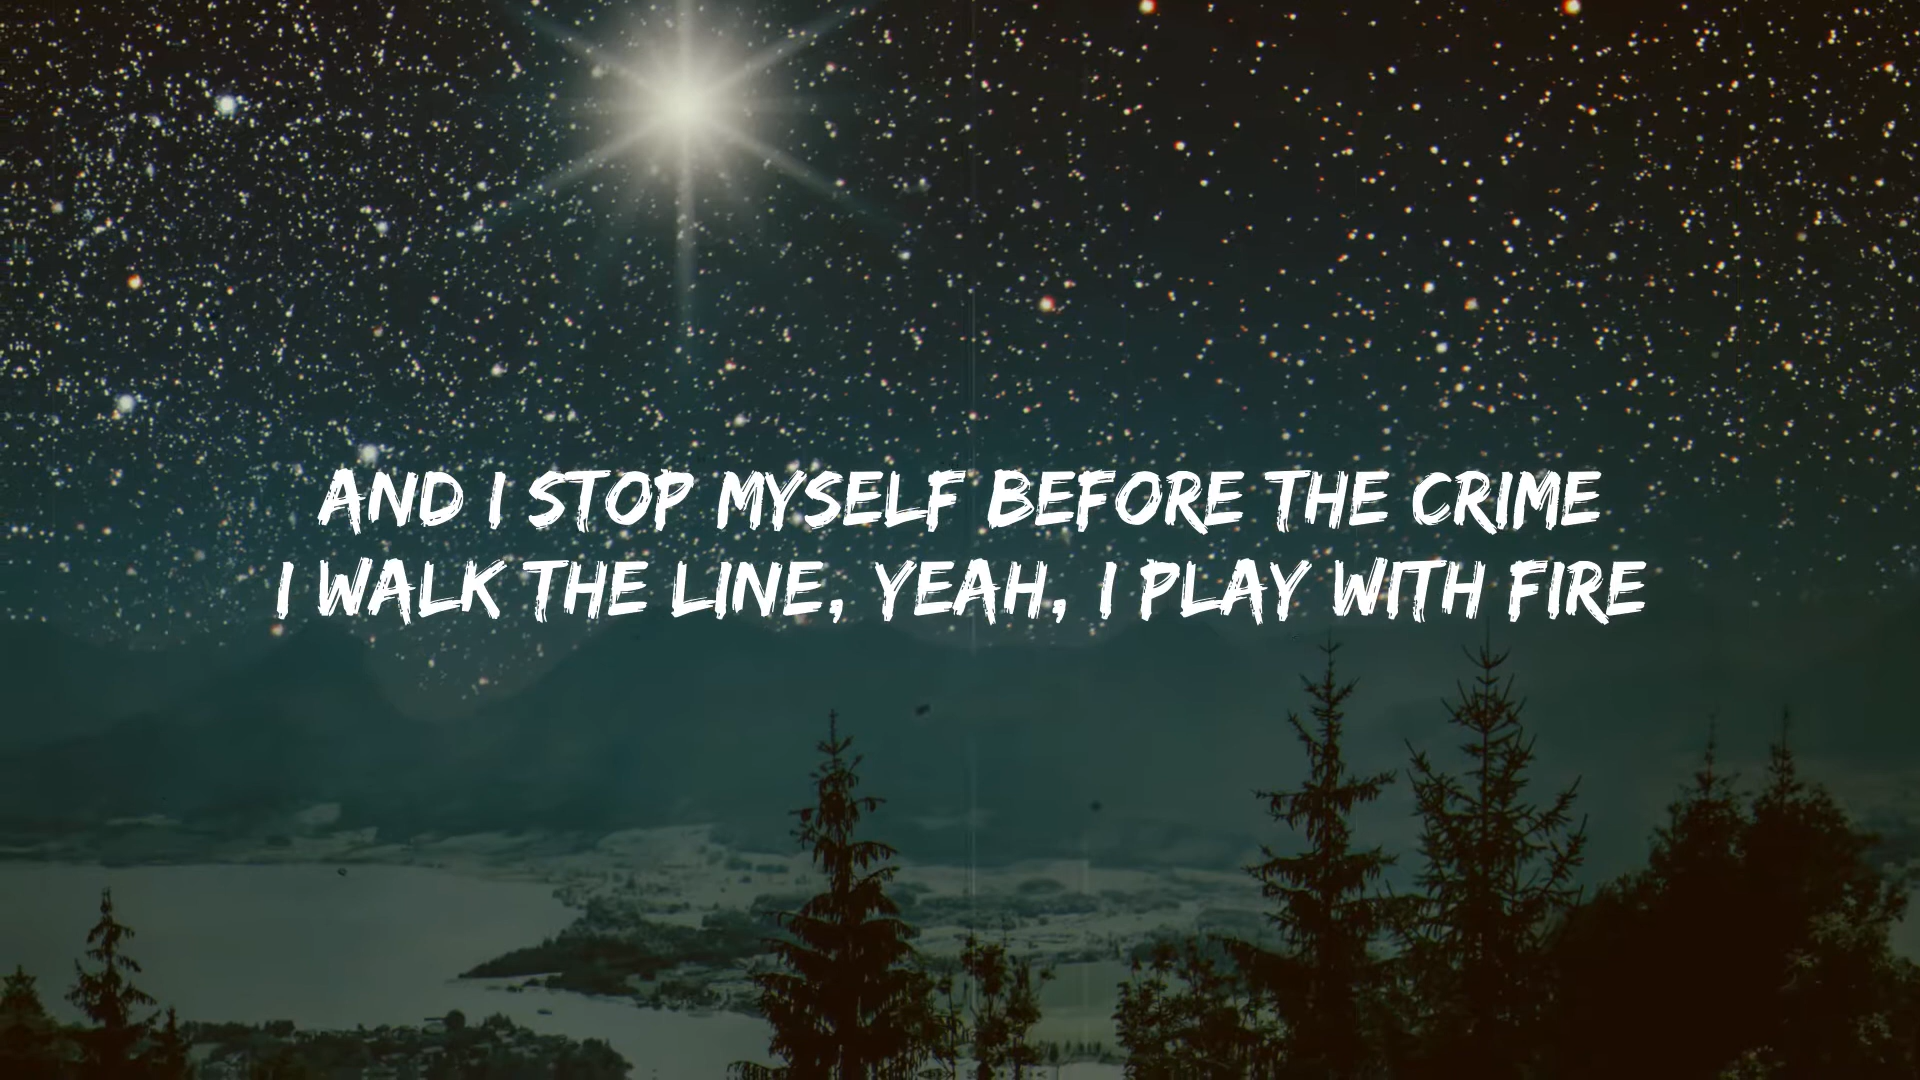 AND I STOP MYSELF BEFORE THE CRIME
I WALK THE LINE, YEAH, I PLAY WITH FIRE